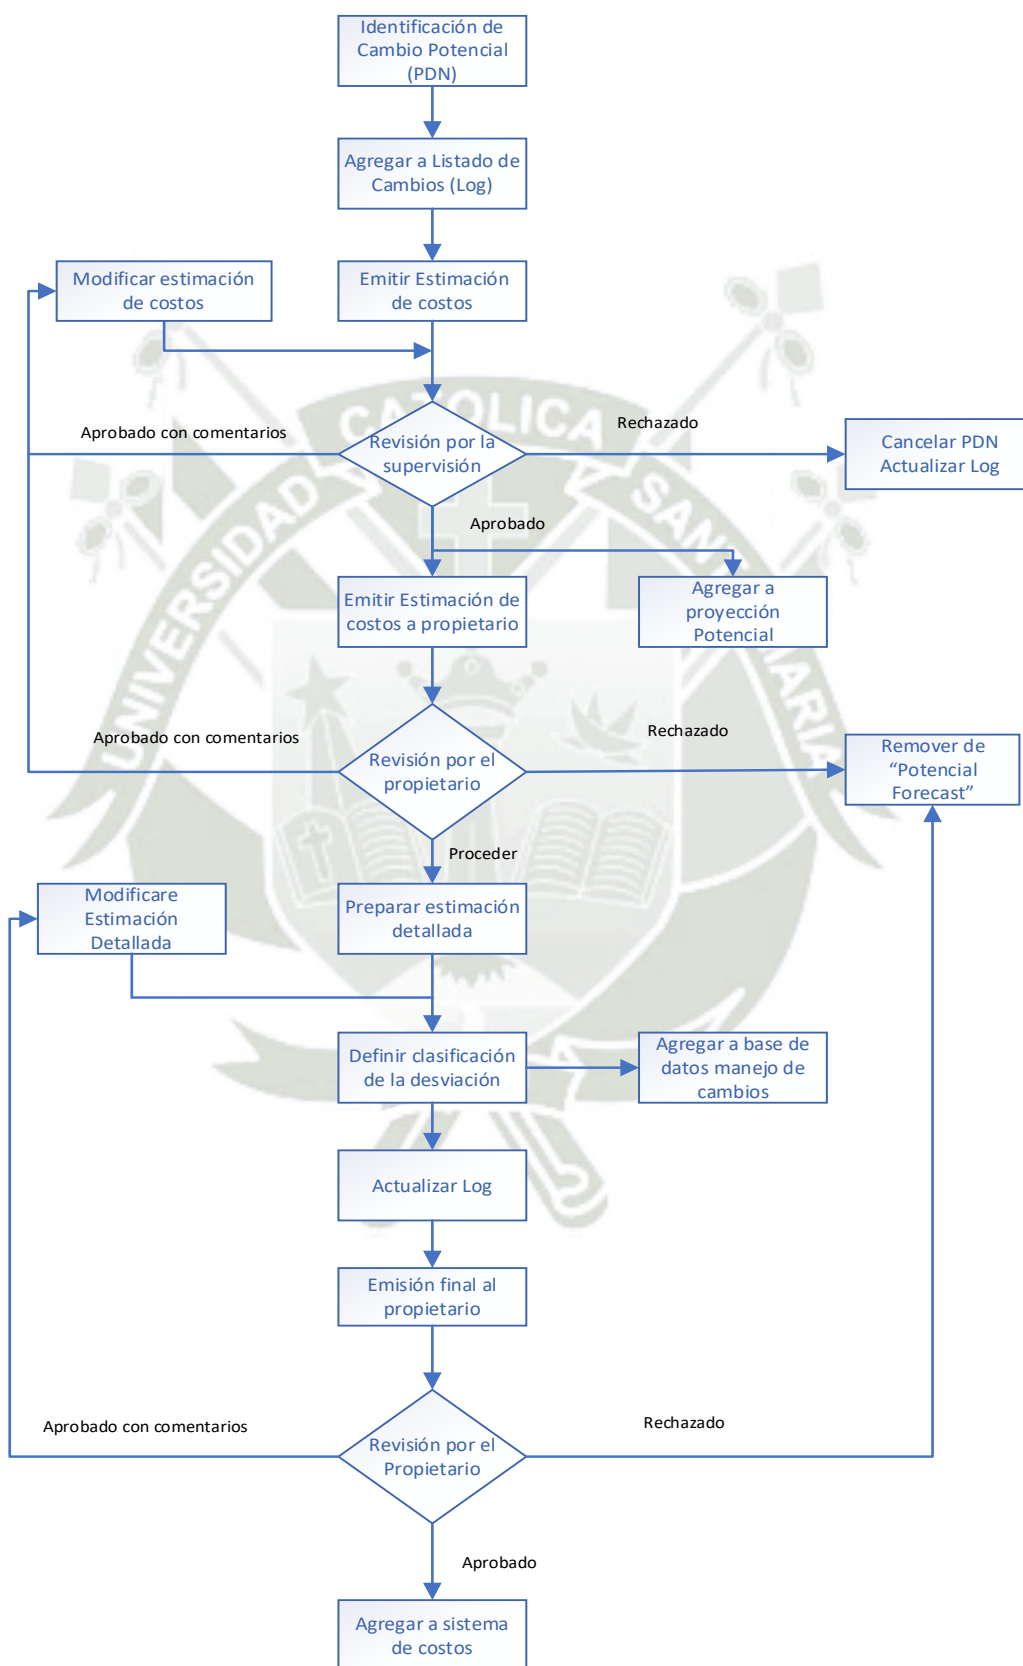 Identificación de
Cambio Potencial
(PDN)
Agregar a Listado de
Cambios (Log)
Modificar estimación
de costos
Emitir Estimación
de costos
Aprobado con comentarios
Revisión por la
supervisión
Rechazado
Cancelar PDN
Actualizar Log
Aprobado
Emitir Estimación de
costos a propietario
Agregar a
proyección
Potencial
Aprobado con comentarios
Revisión por el
propietario
Rechazado
Remover de
“Potencial
Forecast”
Proceder
Modificare
Estimación
Detallada
Preparar estimación
detallada
Definir clasificación
de la desviación
Agregar a base de
datos manejo de
cambios
Actualizar Log
Emisión final al
propietario
Aprobado con comentarios
Revisión por el
Propietario
Rechazado
Aprobado
Agregar a sistema
de costos
UNIVERSIDAD CATOLICA